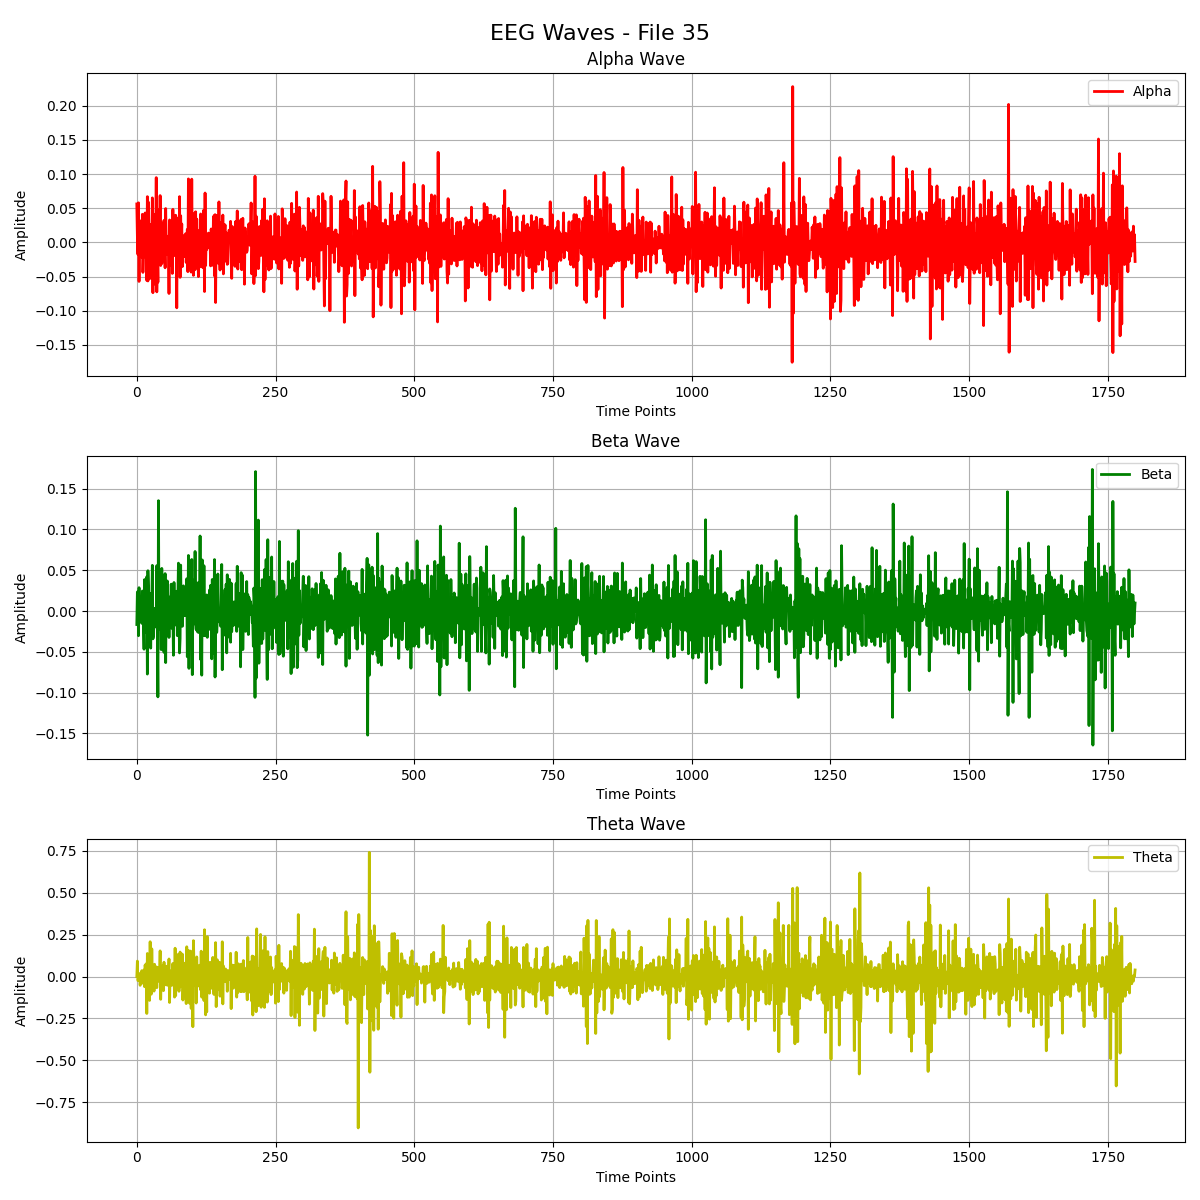 EEG Waves - File 35
Alpha Wave
Alpha
Amplitude
0.20
0.15
0.10
0.05
0.00
−0.05
−0.10
−0.15
0 250 500 750 1000 1250 1500 1750
Time Points
Beta Wave
Beta
Amplitude
0.15
0.10
0.05
0.00
−0.05
−0.10
−0.15
0 250 500 750 1000 1250 1500 1750
Time Points
Theta Wave
Theta
Amplitude
0.75
0.50
0.25
0.00
−0.25
−0.50
−0.75
0 250 500 750 1000 1250 1500 1750
Time Points